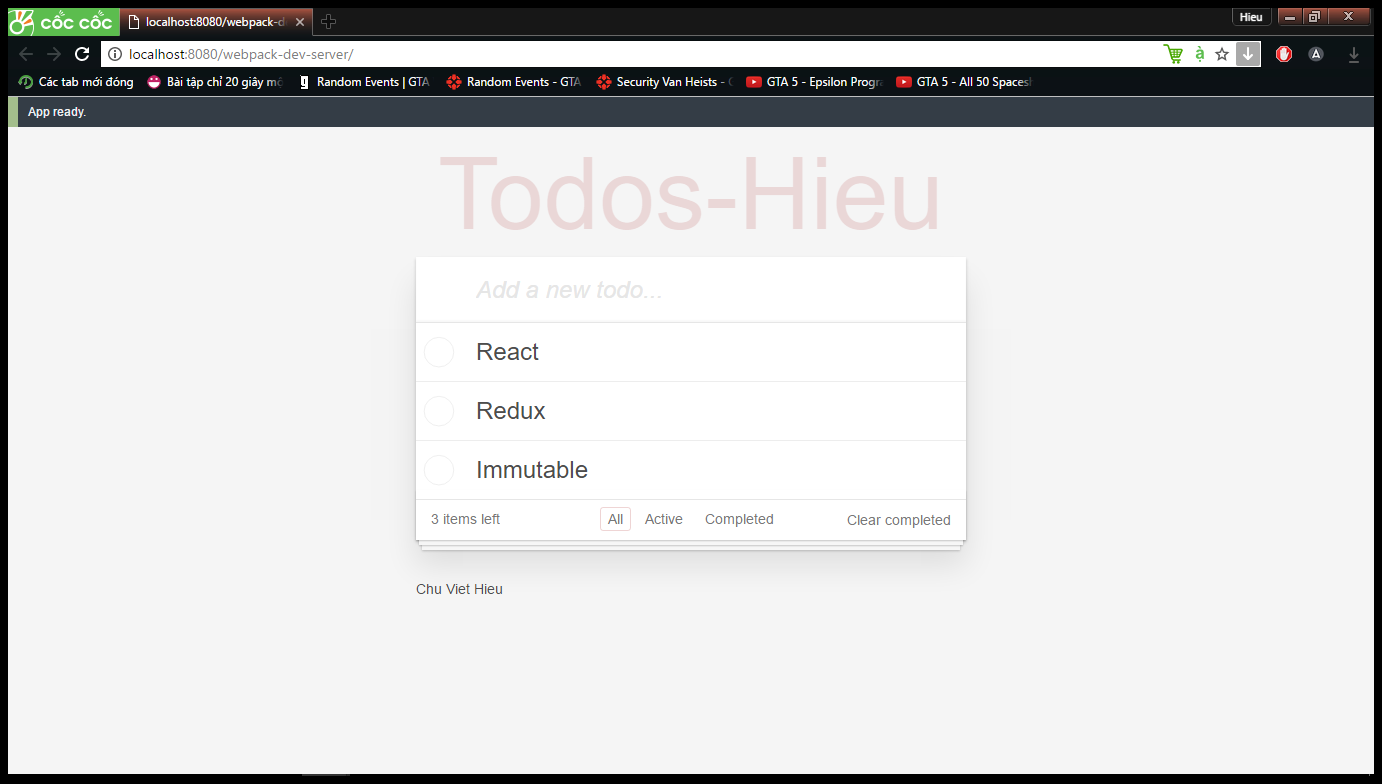 CỐC CỐC localhost:8080/webpack-d Hieu
localhost:8080/webpack-dev-server/
Các tab mới đóng Bài tập chỉ 20 giây mỗ Random Events | GTA Random Events - GTA Security Van Heists - GTA 5 - Epsilon Progra GTA 5 - All 50 Spacesh
App ready.
Todos-Hieu
Add a new todo...
React
Redux
Immutable
3 items left All Active Completed Clear completed
Chu Viet Hieu